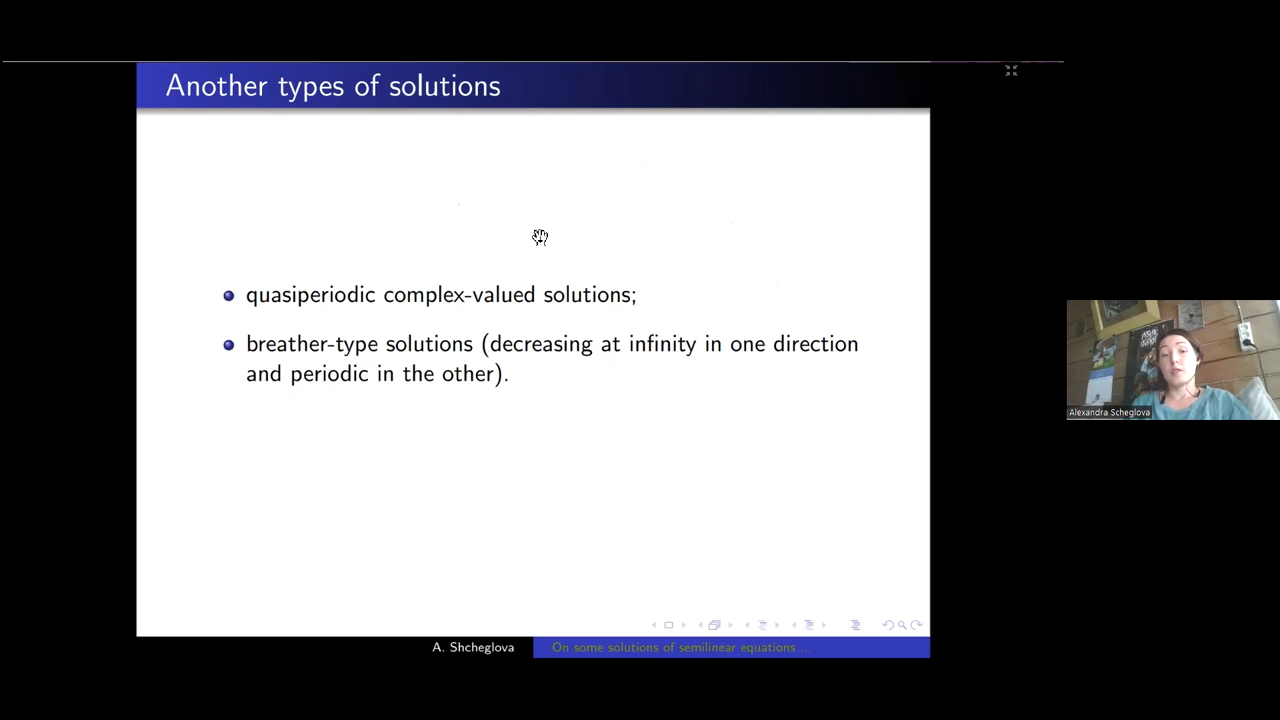 Another types of solutions
quasiperiodic complex-valued solutions;
breather-type solutions (decreasing at infinity in one direction
and periodic in the other).
Alexandra Scheglova
A. Shcheglova
On some solutions of semilinear equations ...